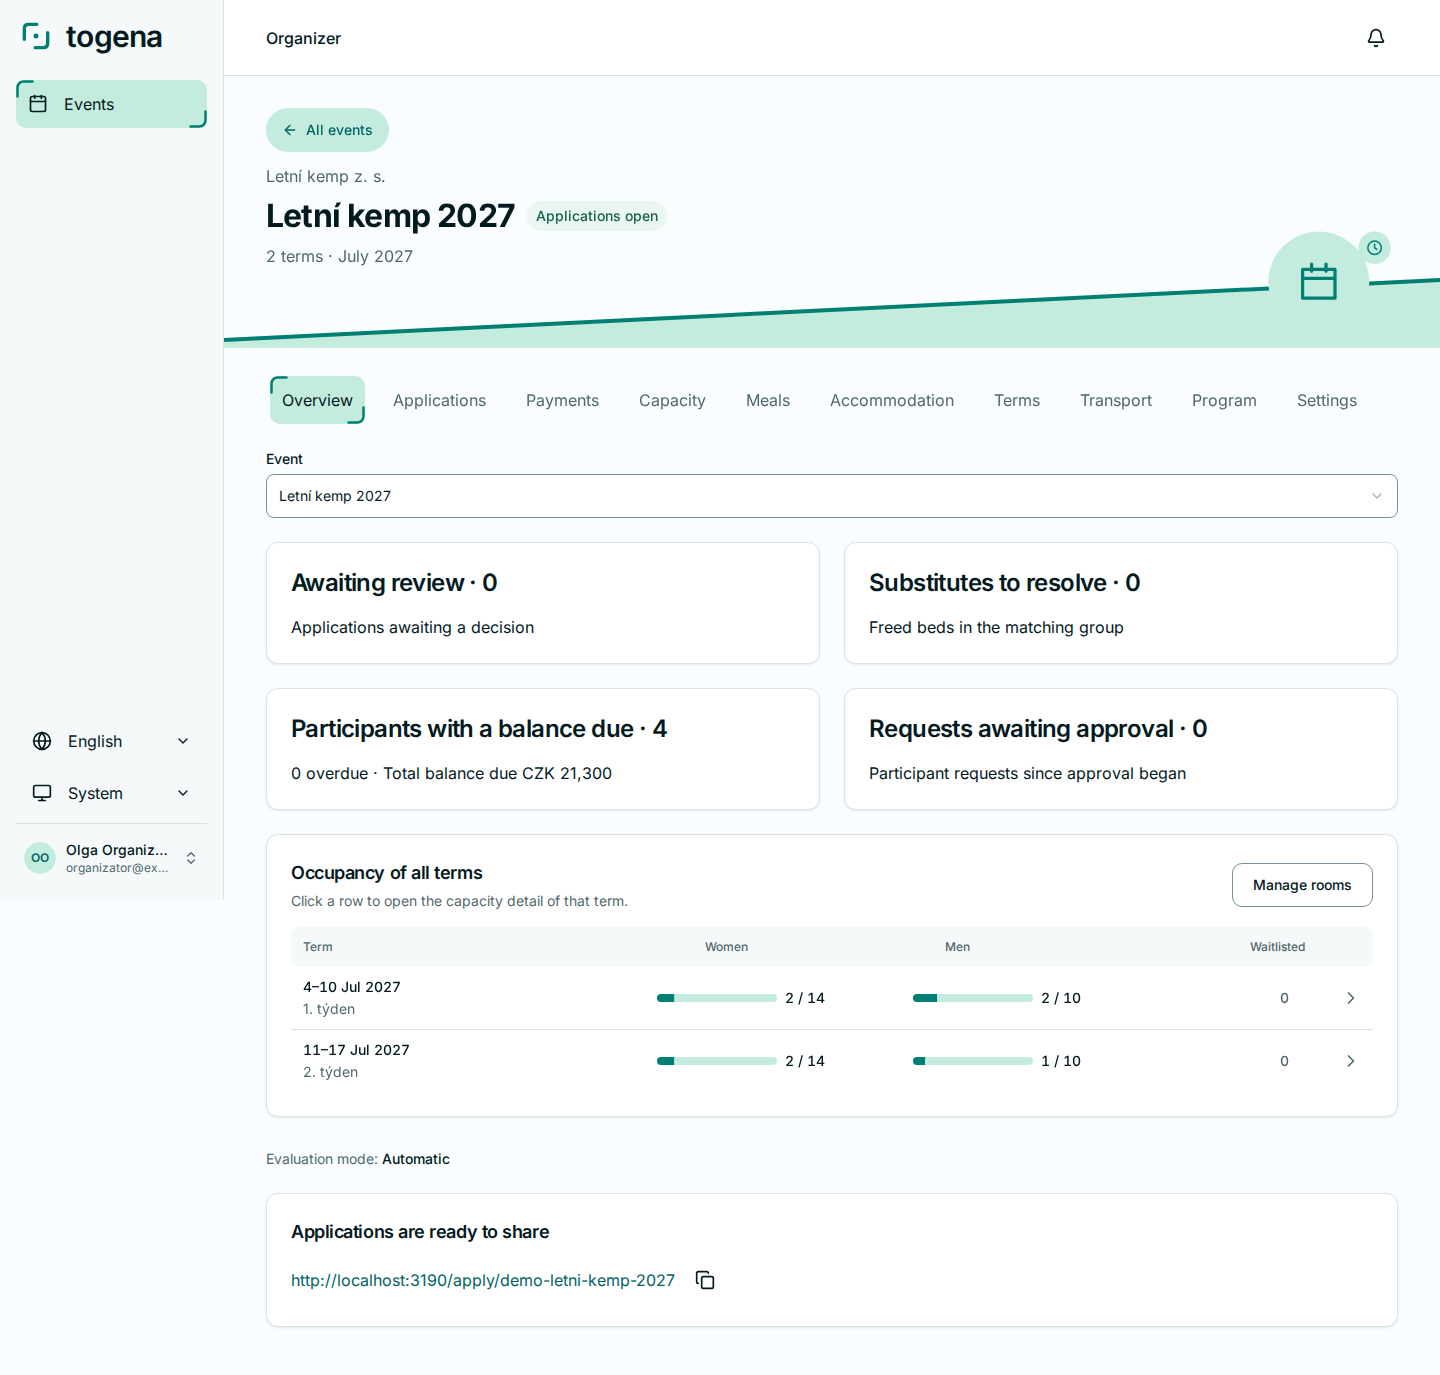 togena
Organizer
Events
All events
Letní kemp z. s.
Letní kemp 2027 Applications open
2 terms · July 2027
Overview Applications Payments Capacity Meals Accommodation Terms Transport Program Settings
Event
Letní kemp 2027
Awaiting review · 0
Applications awaiting a decision
Substitutes to resolve · 0
Freed beds in the matching group
Participants with a balance due · 4
0 overdue · Total balance due CZK 21,300
Requests awaiting approval · 0
Participant requests since approval began
English
System
OO
Olga Organiz...
organizator@ex...
Occupancy of all terms
Click a row to open the capacity detail of that term.
Manage rooms
Term Women Men Waitlisted
4–10 Jul 2027
1. týden
2 / 14 2 / 10 0
11–17 Jul 2027
2. týden
2 / 14 1 / 10 0
Evaluation mode: Automatic
Applications are ready to share
http://localhost:3190/apply/demo-letni-kemp-2027